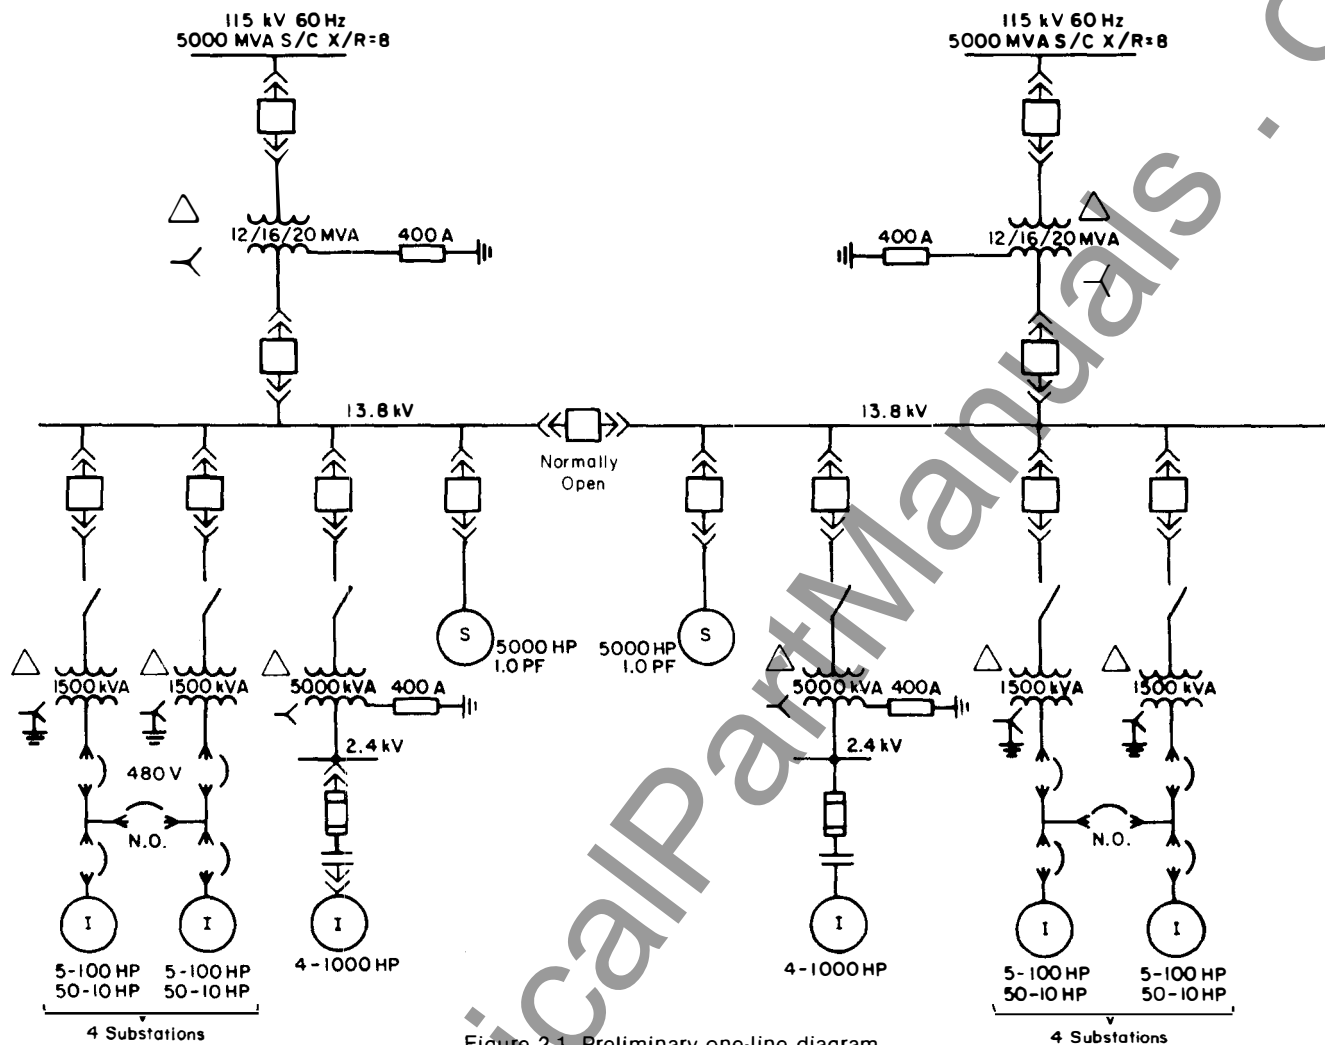 115 kV 60 Hz
5000 MVA S/C X/R=8
115 kV 60 Hz
5000 MVA S/C X/R=8
12/16/20 MVA
400 A
400 A
12/16/20 MVA
13.8 kV
13.8 kV
Normally
Open
S
5000 HP
1.0 PF
S
5000 HP
1.0 PF
1500 kVA
1500 kVA
5000 kVA
400 A
5000 kVA
400A
1500 kVA
1500 kVA
480 V
2.4 kV
2.4 kV
N.O.
N.O.
I
I
I
I
I
I
5-100 HP
50-10 HP
5-100 HP
50-10 HP
4-1000 HP
4-1000 HP
5-100 HP
50-10 HP
5-100 HP
50-10 HP
4 Substations
4 Substations
Figure 2.1 Preliminary one-line diagram
icalPartManuals .